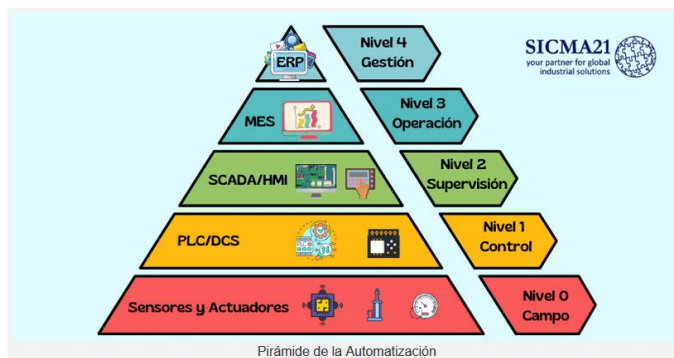 ERP
Nivel 4
Gestión
SICMA21
your partner for global
industrial solutions
MES
Nivel 3
Operación
SCADA/HMI
Nivel 2
Supervisión
PLC/DCS
Nivel 1
Control
Sensores y Actuadores
Nivel 0
Campo
Pirámide de la Automatización